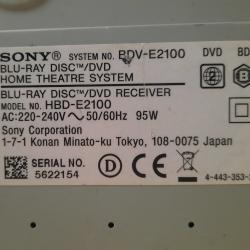 SONY® SYSTEM NO. BDV-E2100 DVD BD
BLU-RAY DISC™/DVD
HOME THEATRE SYSTEM
BLU-RAY DISC™/DVD RECEIVER
MODEL NO. HBD-E2100
AC:220-240V ~ 50/60Hz 95W
Sony Corporation
1-7-1 Konan Minato-ku Tokyo, 108-0075 Japan
2 B
SERIAL NO.
5622154
D CE
4-443-353-